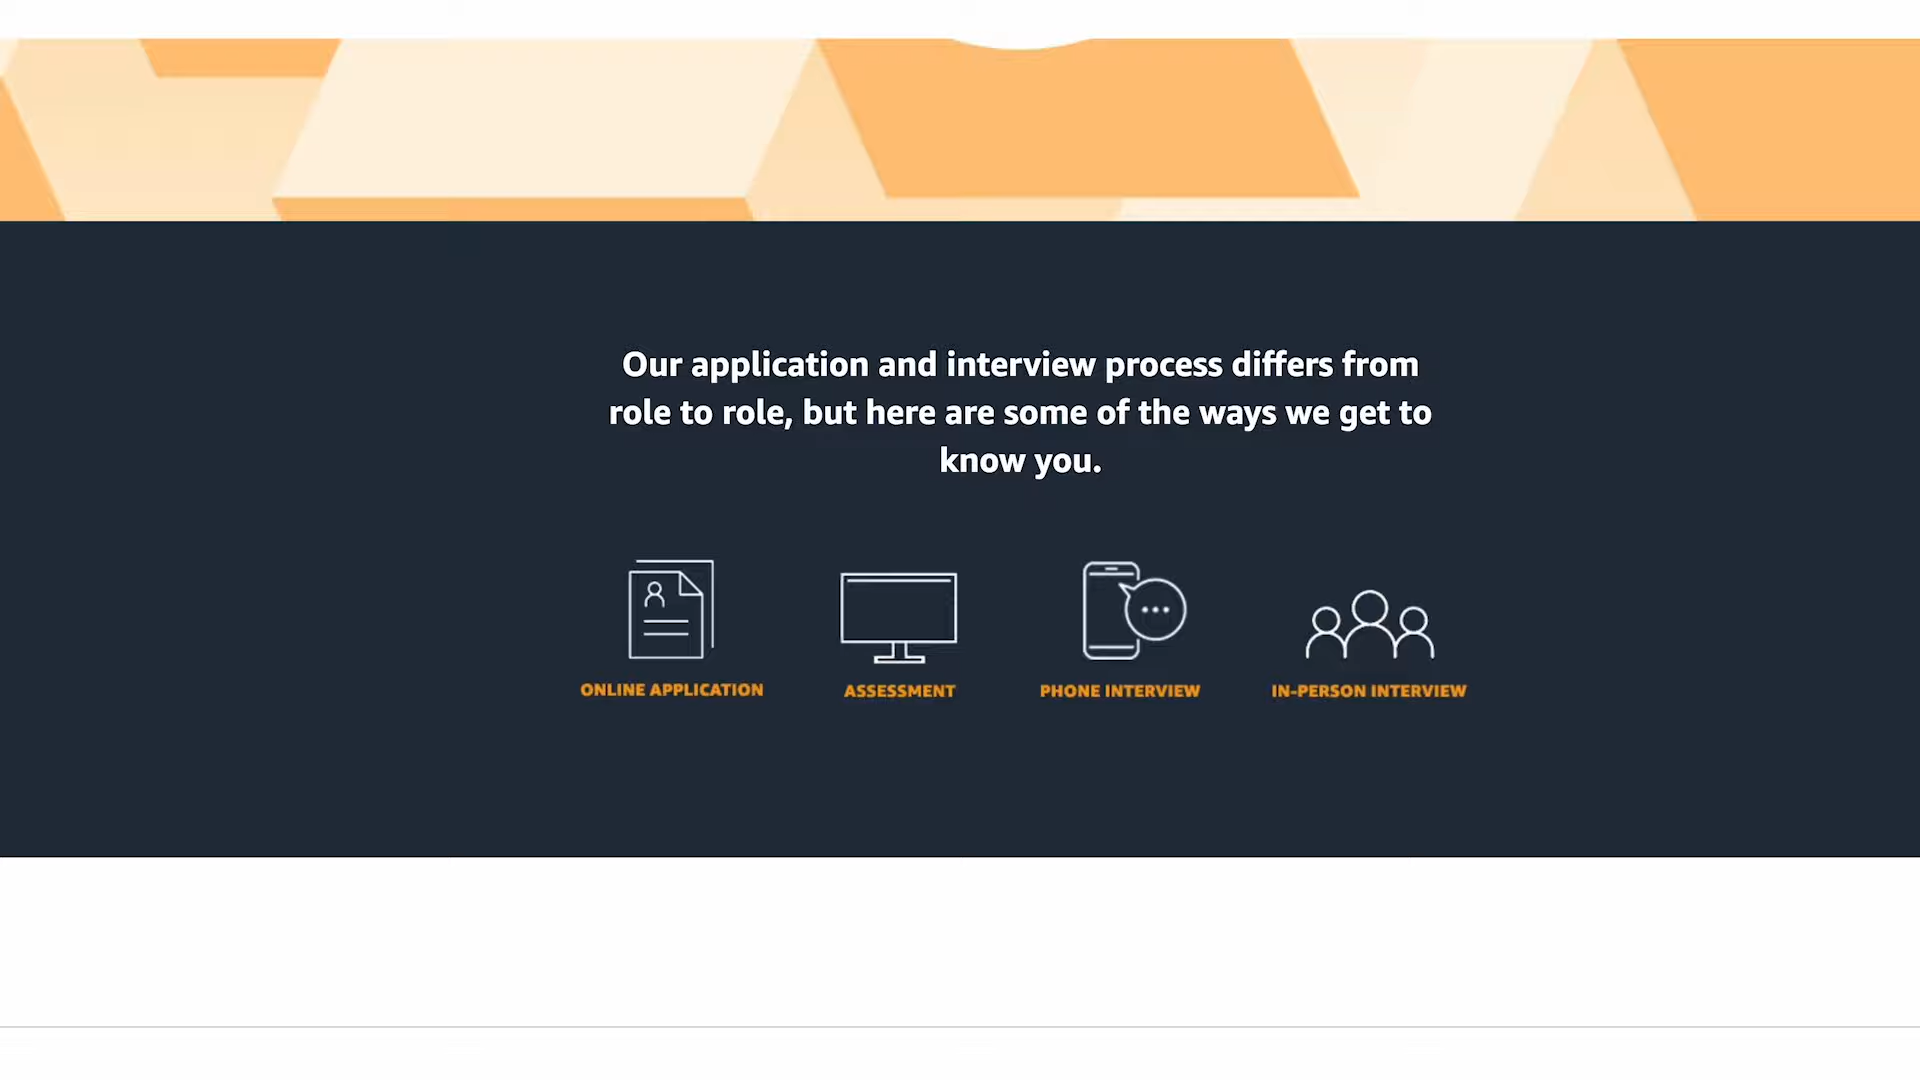 Our application and interview process differs from
role to role, but here are some of the ways we get to
know you.
ONLINE APPLICATION
ASSESSMENT
PHONE INTERVIEW
IN-PERSON INTERVIEW